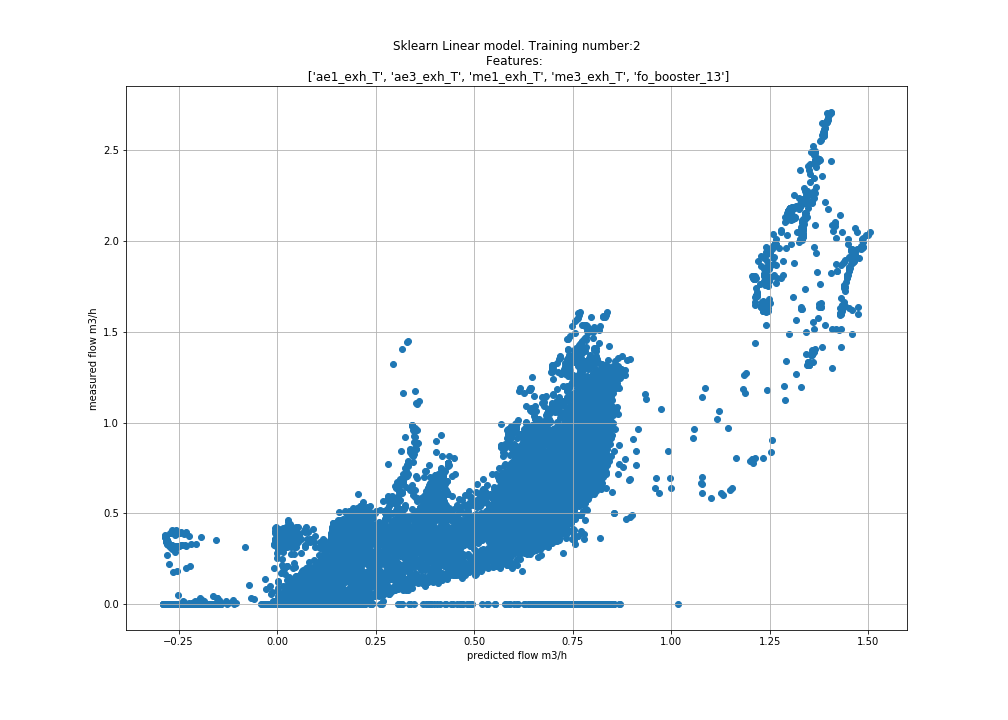 Sklearn Linear model. Training number:2
Features:
['ae1_exh_T', 'ae3_exh_T', 'me1_exh_T', 'me3_exh_T', 'fo_booster_13']
measured flow m3/h
2.5
2.0
1.5
1.0
0.5
0.0
−0.25 0.00 0.25 0.50 0.75 1.00 1.25 1.50
predicted flow m3/h